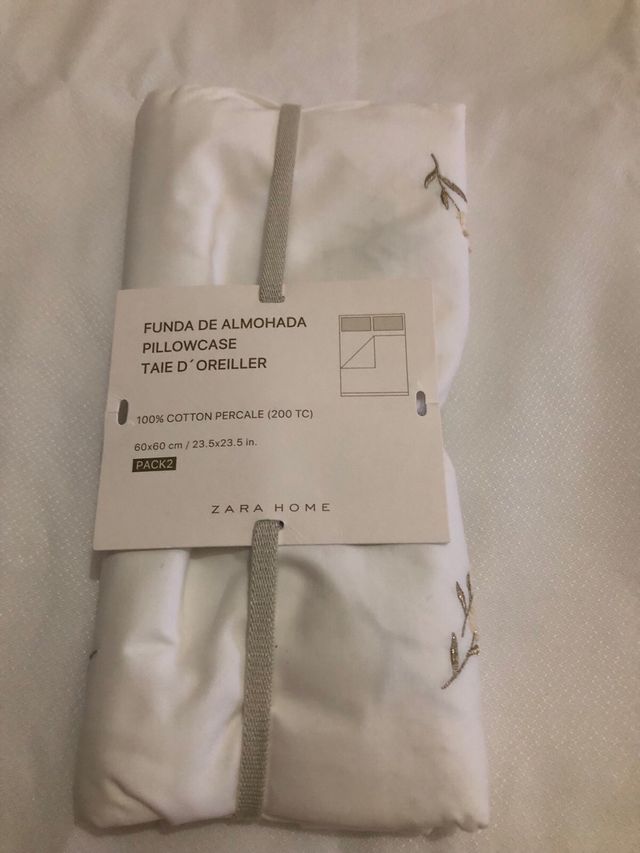 FUNDA DE ALMOHADA
PILLOWCASE
TAIE D´OREILLER
100% COTTON PERCALE (200 TC)
60x60 cm / 23.5x23.5 in.
PACK2
ZARA HOME